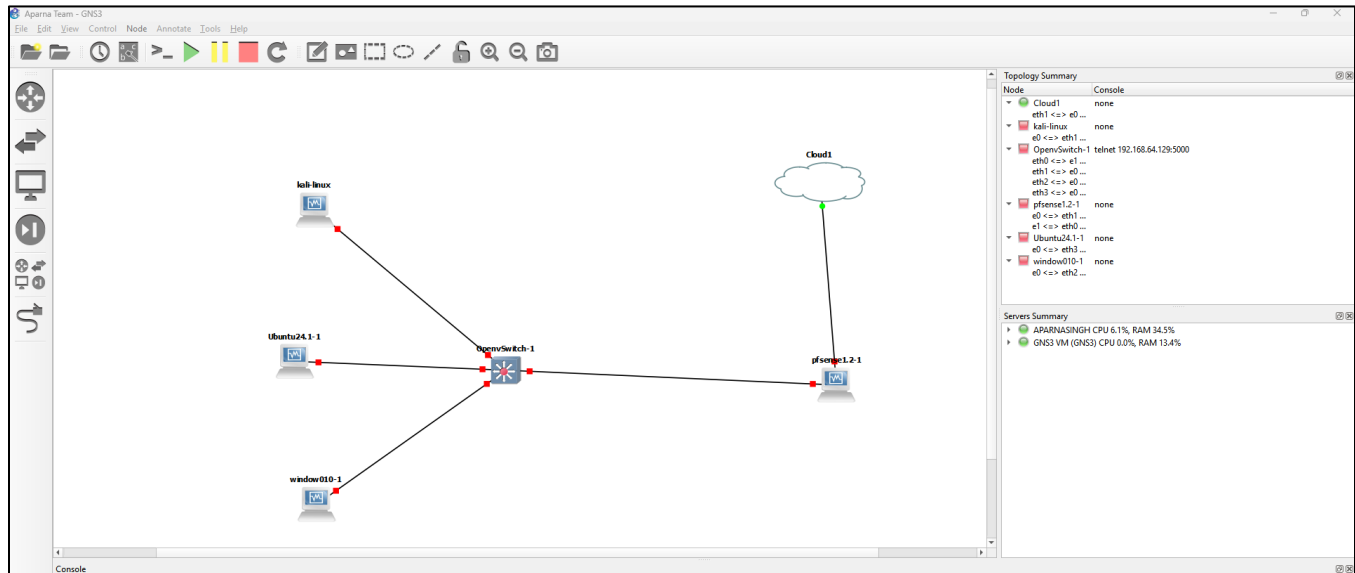 Aparna Team - GNS3
File Edit View Control Node Annotate Tools Help
Topology Summary
Node Console
Cloud1 none
eth1 <=> e0 ...
kali-linux none
e0 <=> eth1 ...
OpenvSwitch-1 telnet 192.168.64.129:5000
eth0 <=> e1 ...
eth1 <=> e0 ...
eth2 <=> e0 ...
eth3 <=> e0 ...
pfsense1.2-1 none
e0 <=> eth1 ...
e1 <=> eth0 ...
Ubuntu24.1-1 none
e0 <=> eth3 ...
window010-1 none
e0 <=> eth2 ...
Cloud1
kali-linux
Servers Summary
APARNASINGH CPU 6.1%, RAM 34.5%
GNS3 VM (GNS3) CPU 0.0%, RAM 13.4%
Ubuntu24.1-1
OpenvSwitch-1
pfsense1.2-1
window010-1
Console